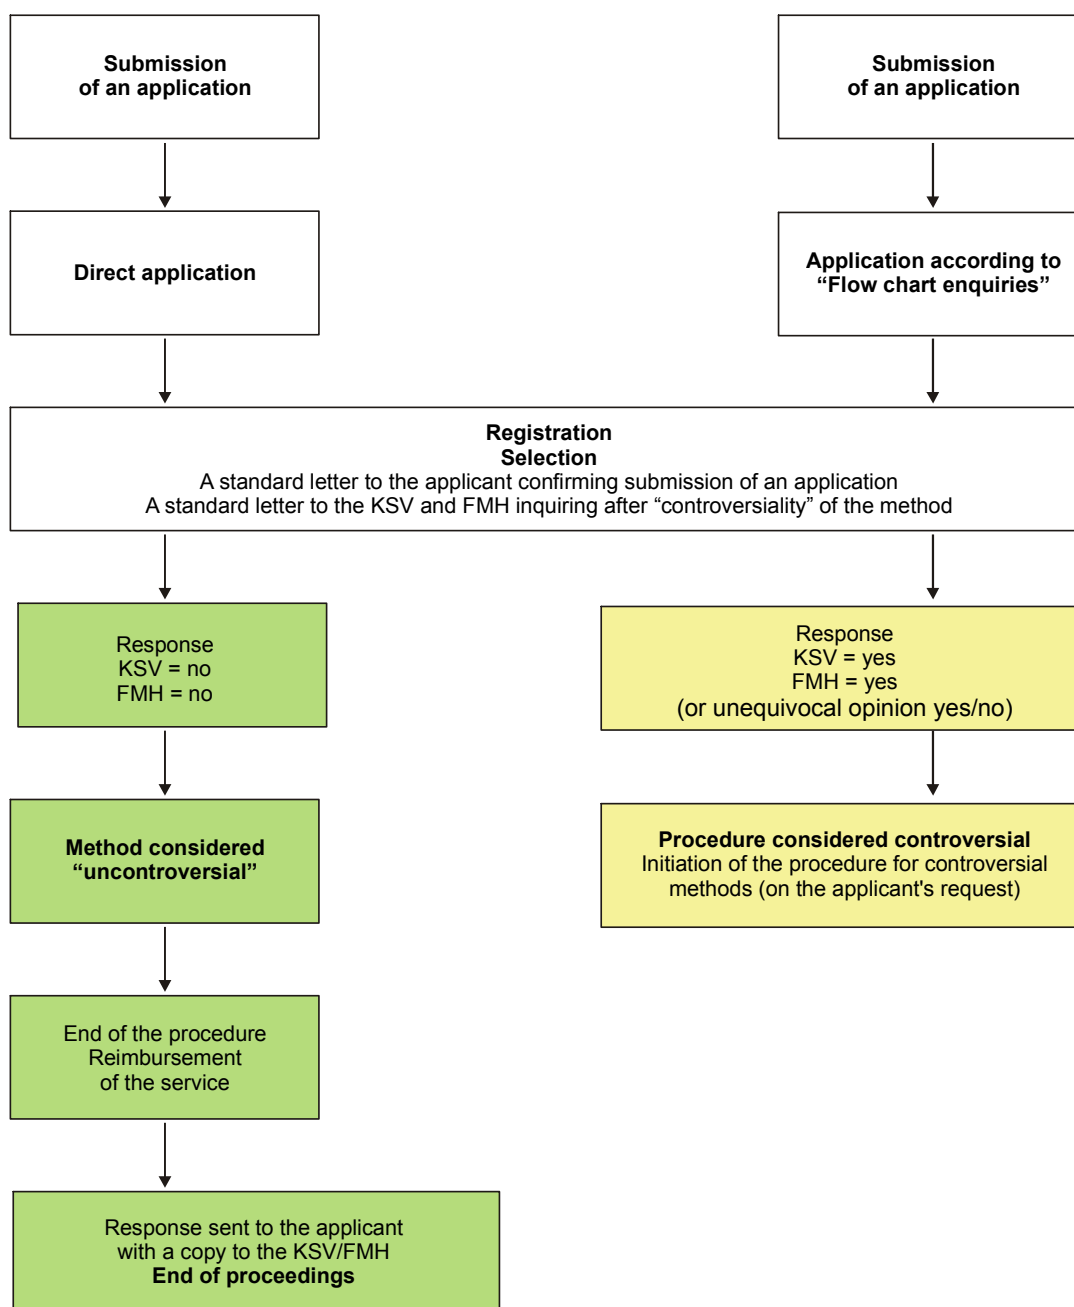 Submission
of an application
Submission
of an application
Direct application
Application according to
“Flow chart enquiries”
Registration
Selection
A standard letter to the applicant confirming submission of an application
A standard letter to the KSV and FMH inquiring after “controversiality” of the method
Response
KSV = no
FMH = no
Response
KSV = yes
FMH = yes
(or unequivocal opinion yes/no)
Method considered
“uncontroversial”
Procedure considered controversial
Initiation of the procedure for controversial
methods (on the applicant's request)
End of the procedure
Reimbursement
of the service
Response sent to the applicant
with a copy to the KSV/FMH
End of proceedings